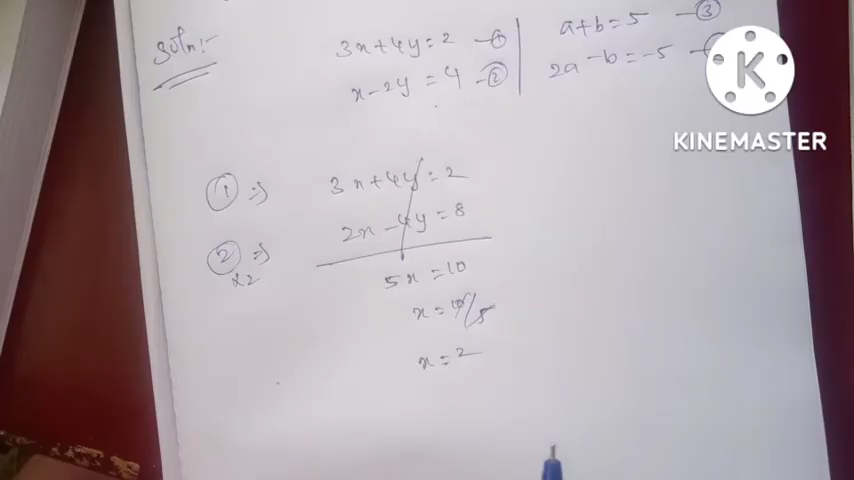 Soln:-
3x+4y=2 -①
x-2y=4 -②
a+b=5 -③
2a-b=-5
K
KINEMASTER
① => 3x+4y=2
② => 2x-4y=8
x2
5x=10
x=10/5
x=2